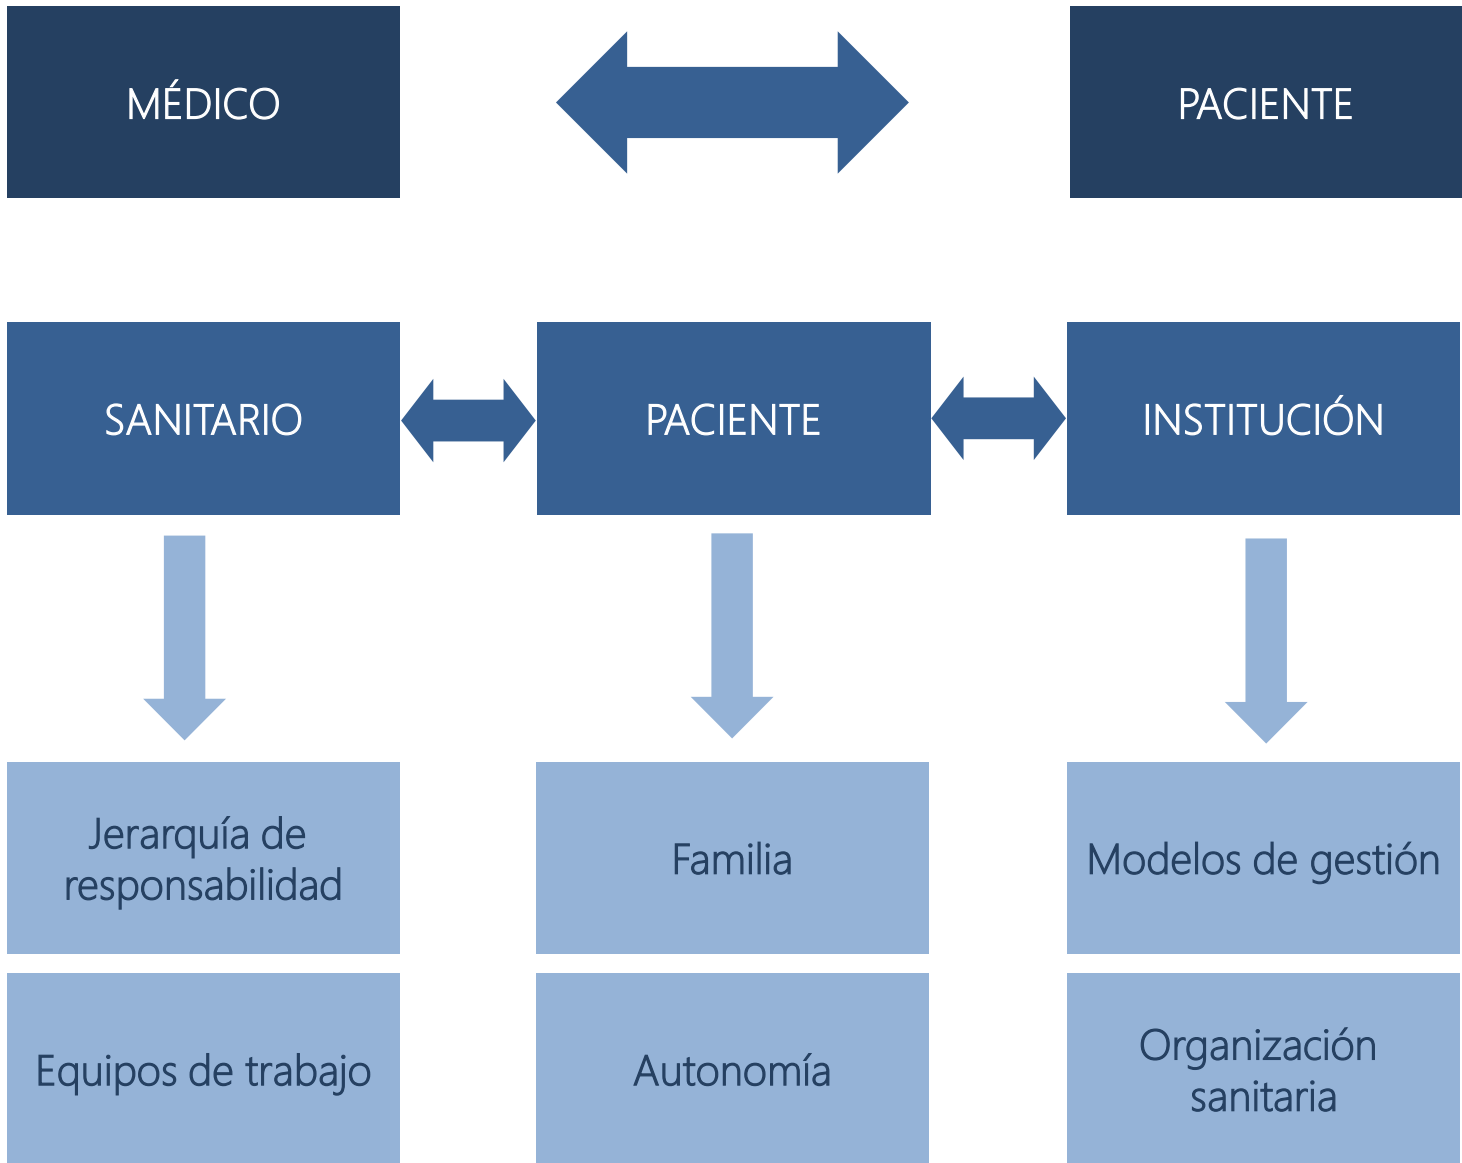 MÉDICO
PACIENTE
SANITARIO
PACIENTE
INSTITUCIÓN
Jerarquía de
responsabilidad
Familia
Modelos de gestión
Equipos de trabajo
Autonomía
Organización
sanitaria